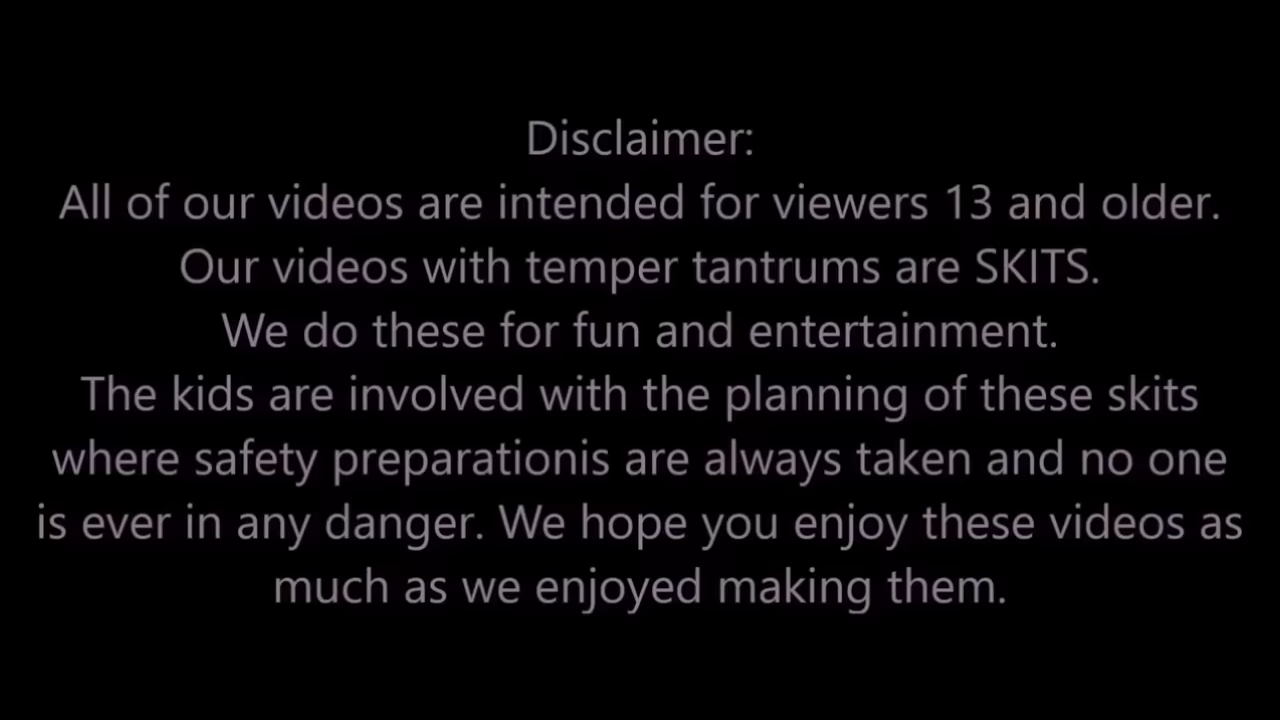 Disclaimer:
All of our videos are intended for viewers 13 and older.
Our videos with temper tantrums are SKITS.
We do these for fun and entertainment.
The kids are involved with the planning of these skits
where safety preparationis are always taken and no one
is ever in any danger. We hope you enjoy these videos as
much as we enjoyed making them.